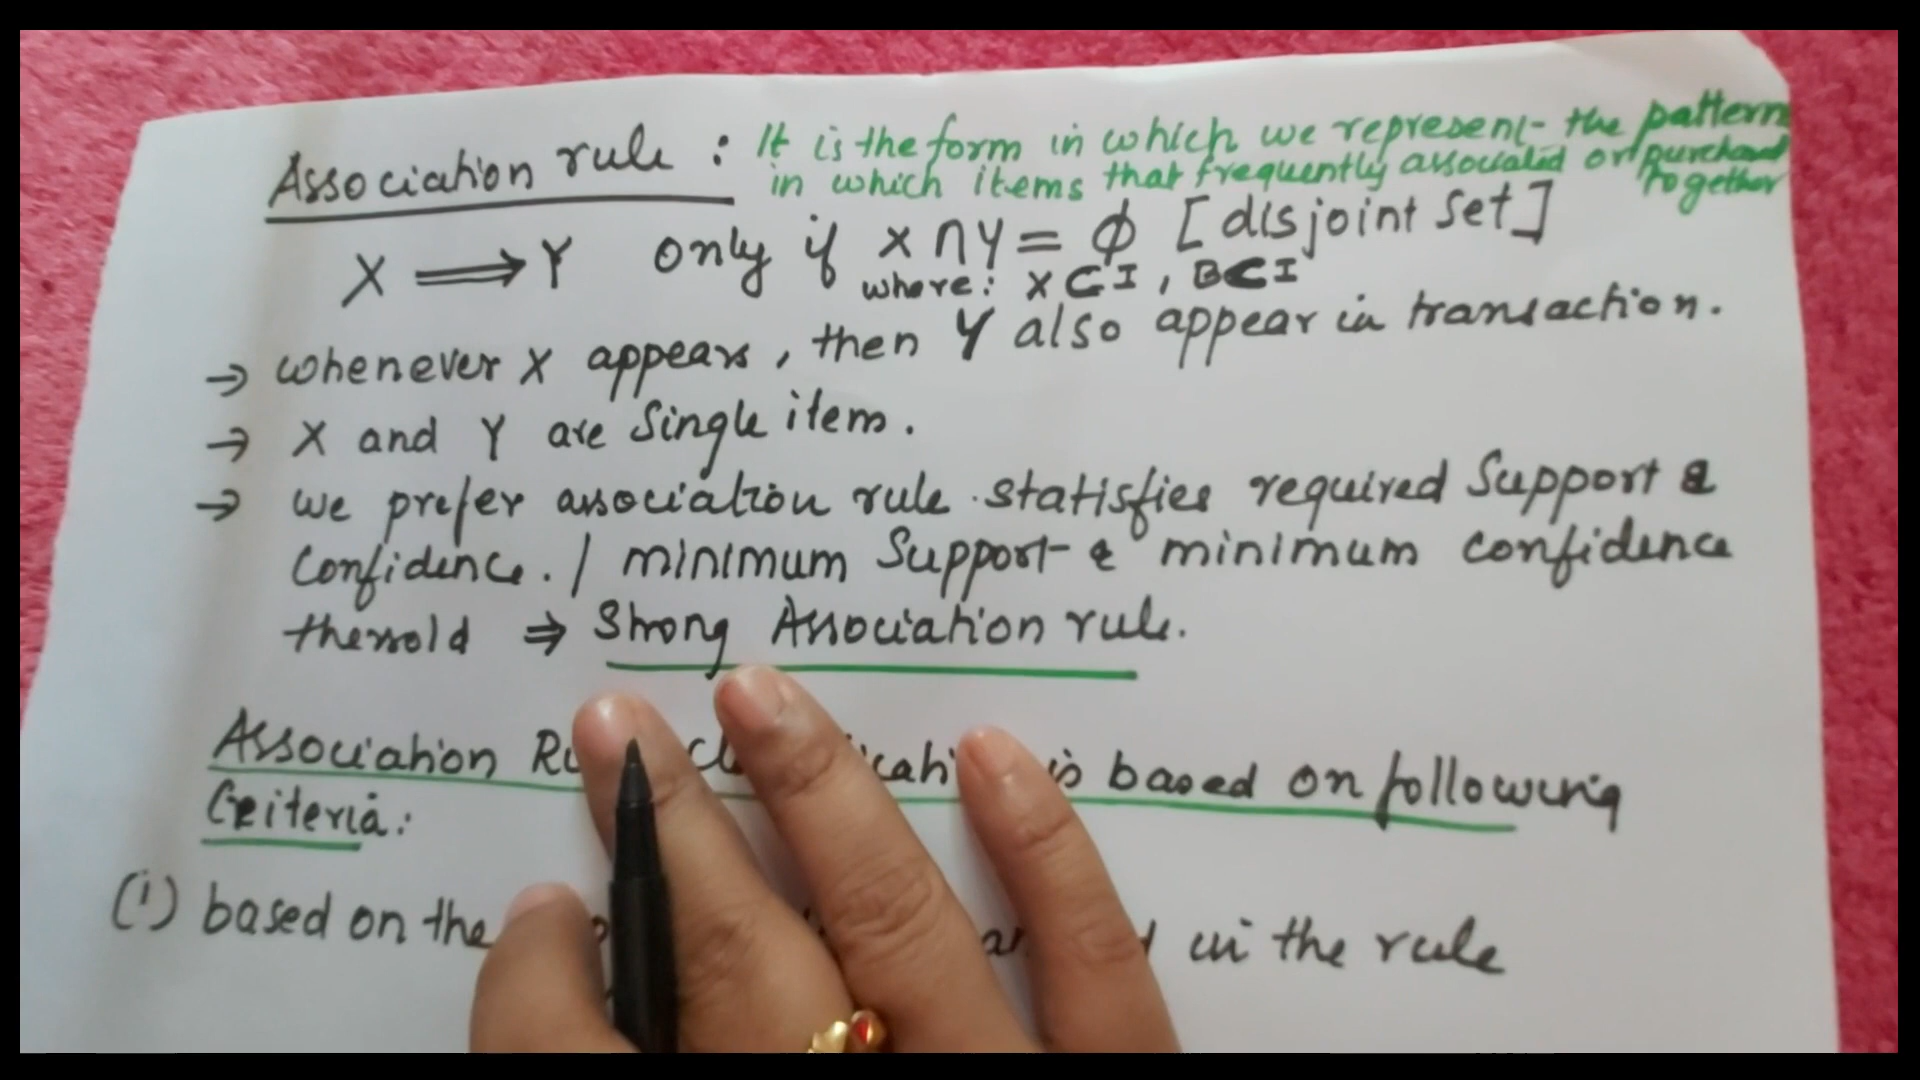 Association rule : It is the form in which we represent the pattern
in which items that frequently associated or purchased together
X ⟹ Y only if X ∩ Y = ϕ [disjoint set]
where: X ⊂ I, B ⊂ I
→ whenever X appears, then Y also appear in transaction.
→ X and Y are Single item.
→ we prefer association rule statisfies required Support &
Confidence. / minimum Support & minimum confidence
thersold ⇒ Strong Association rule.
Association is based on following
Criteria:
(i) based on the in the rule